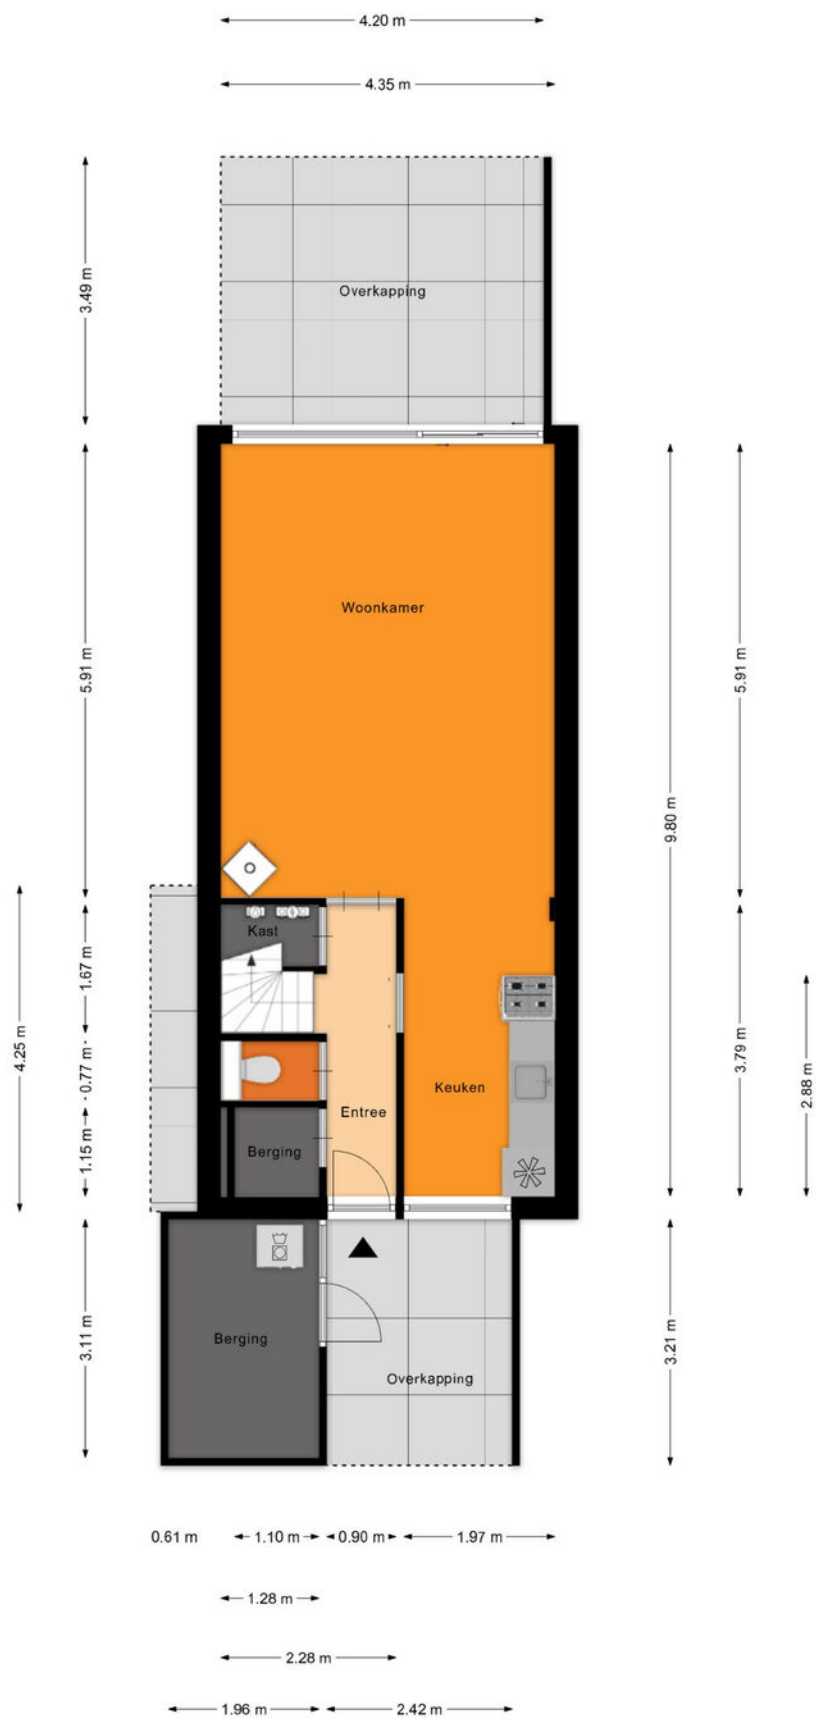 4.20 m
4.35 m
3.49 m
Overkapping
Woonkamer
5.91 m
5.91 m
9.80 m
Kast
1.67 m
4.25 m
3.79 m
0.77 m
2.88 m
Keuken
Entree
1.15 m
Berging
3.11 m
Berging
3.21 m
Overkapping
0.61 m
1.10 m
0.90 m
1.97 m
1.28 m
2.28 m
1.96 m
2.42 m